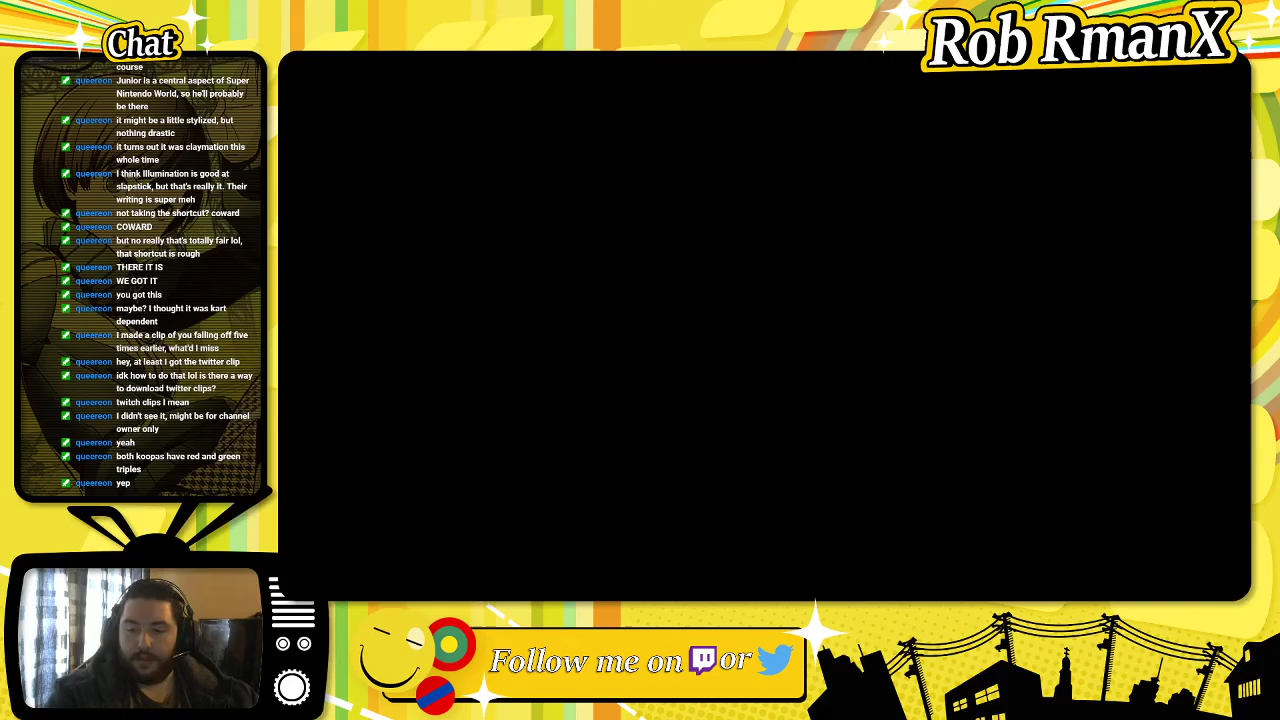 Chat
Rob RmanX
course
queereon Junior is a central aspect of Super
Nintendo World, so he'll probably
be there
queereon it might be a little stylized, but
nothing drastic
queereon it turns out it was claymation this
whole time
queereon I think Illumination is good at
slapstick, but that's really it. Their
writing is super meh
queereon not taking the shortcut? coward
queereon COWARD
queereon but no really that's totally fair lol,
that shortcut is rough
queereon THERE IT IS
queereon WE GOT IT
queereon you got this
queereon maybe? I thought it was kart
dependent
queereon I made a clip of you falling off five
times earlier, what'd I miss
queereon hey, at least I got the twitter clip
queereon idk how to do that lol is there a way
to download twitter clips?
queereon twitch clips I mean
queereon I didn't see it, might be for channel
owner only
queereon yeah
queereon both koopas have red and green
triples
queereon yep
Follow me on or